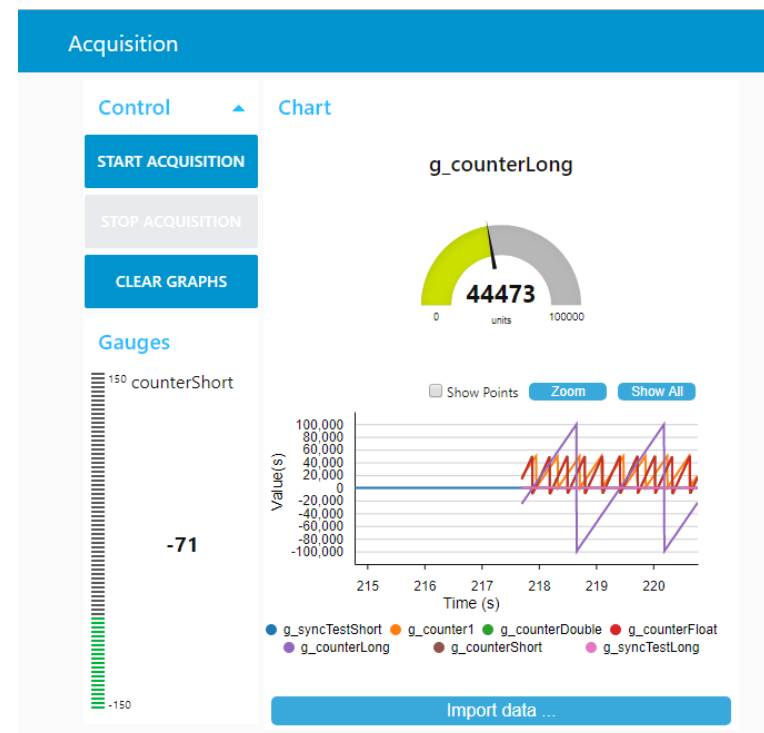 Acquisition
Control
START ACQUISITION
STOP ACQUISITION
CLEAR GRAPHS
Gauges
150 counterShort
-71
-150
Chart
g_counterLong
44473
0 units 100000
Show Points Zoom Show All
Value(s)
100,000
80,000
60,000
40,000
20,000
0
-20,000
-40,000
-60,000
-80,000
-100,000
215 216 217 218 219 220
Time (s)
g_syncTestShort g_counter1 g_counterDouble g_counterFloat
g_counterLong g_counterShort g_syncTestLong
Import data ...